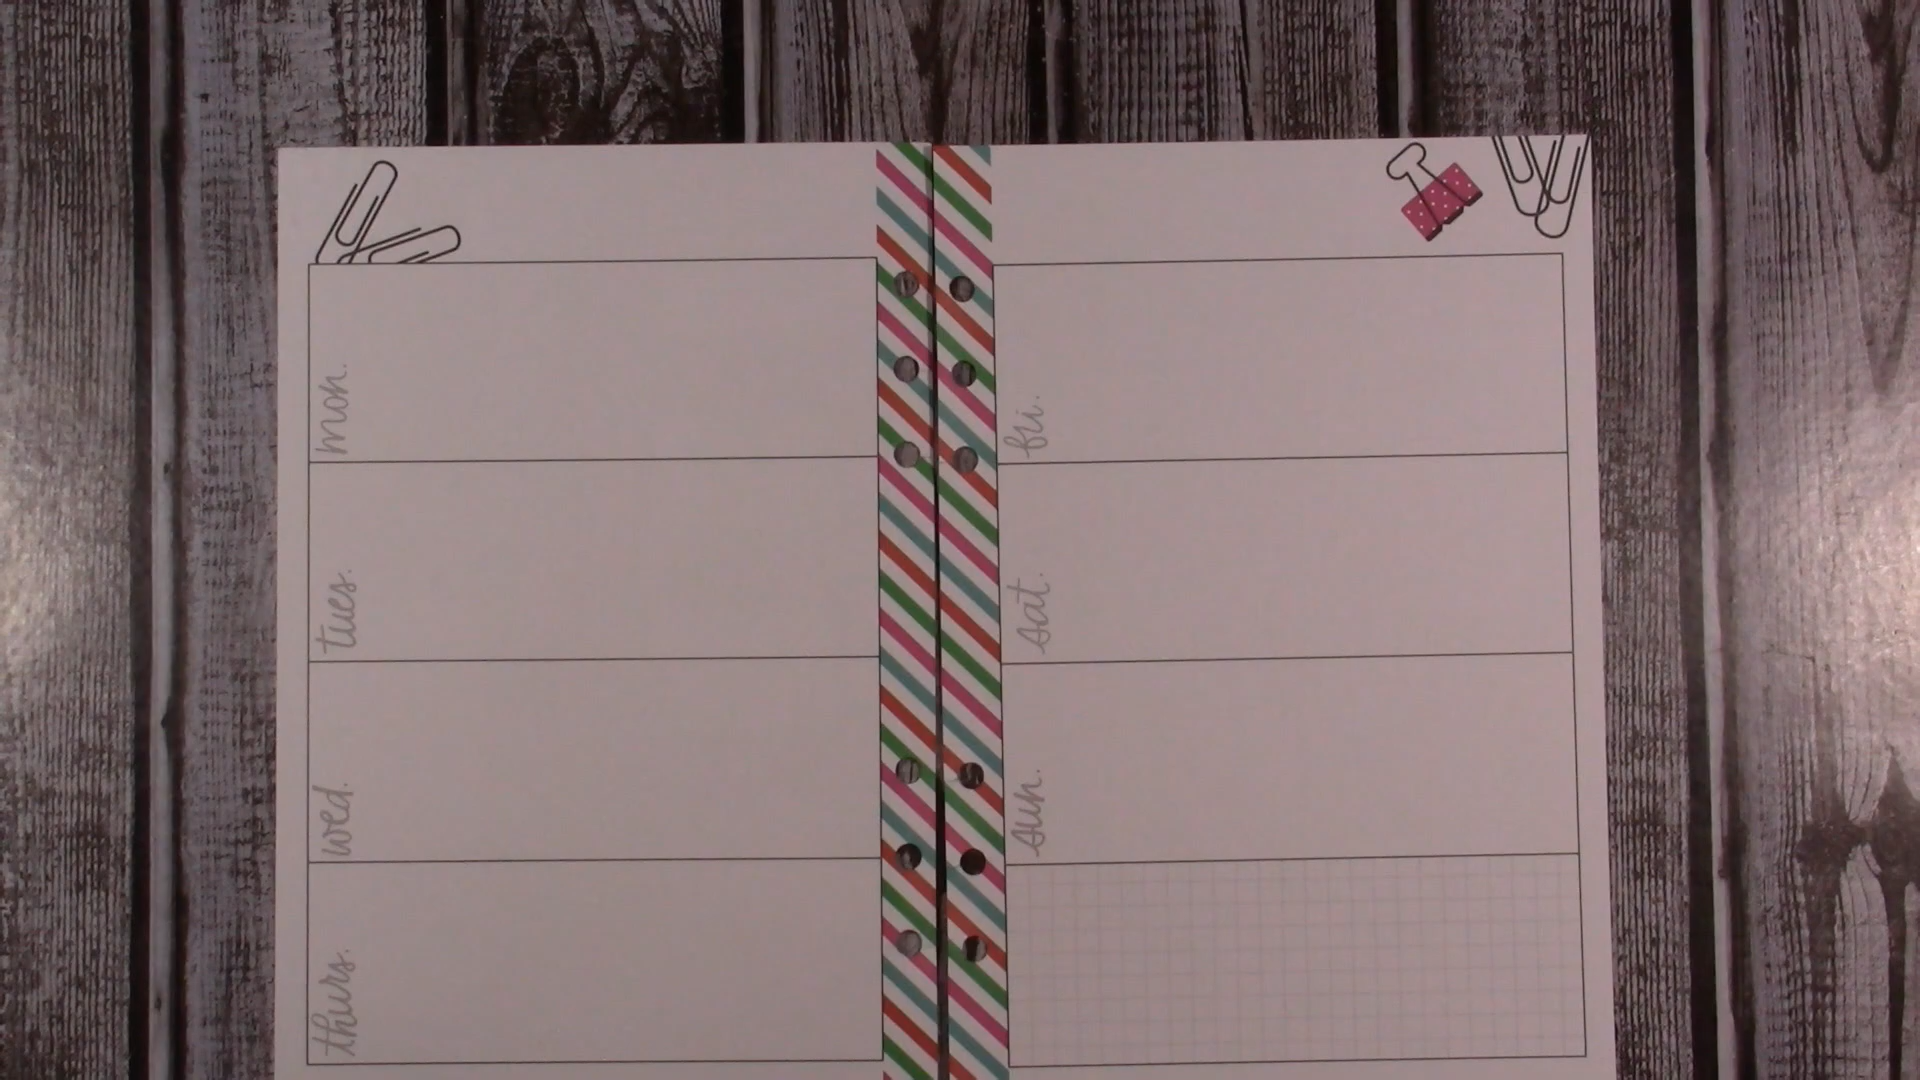 mon.
tues.
wed.
thurs.
fri.
sat.
sun.